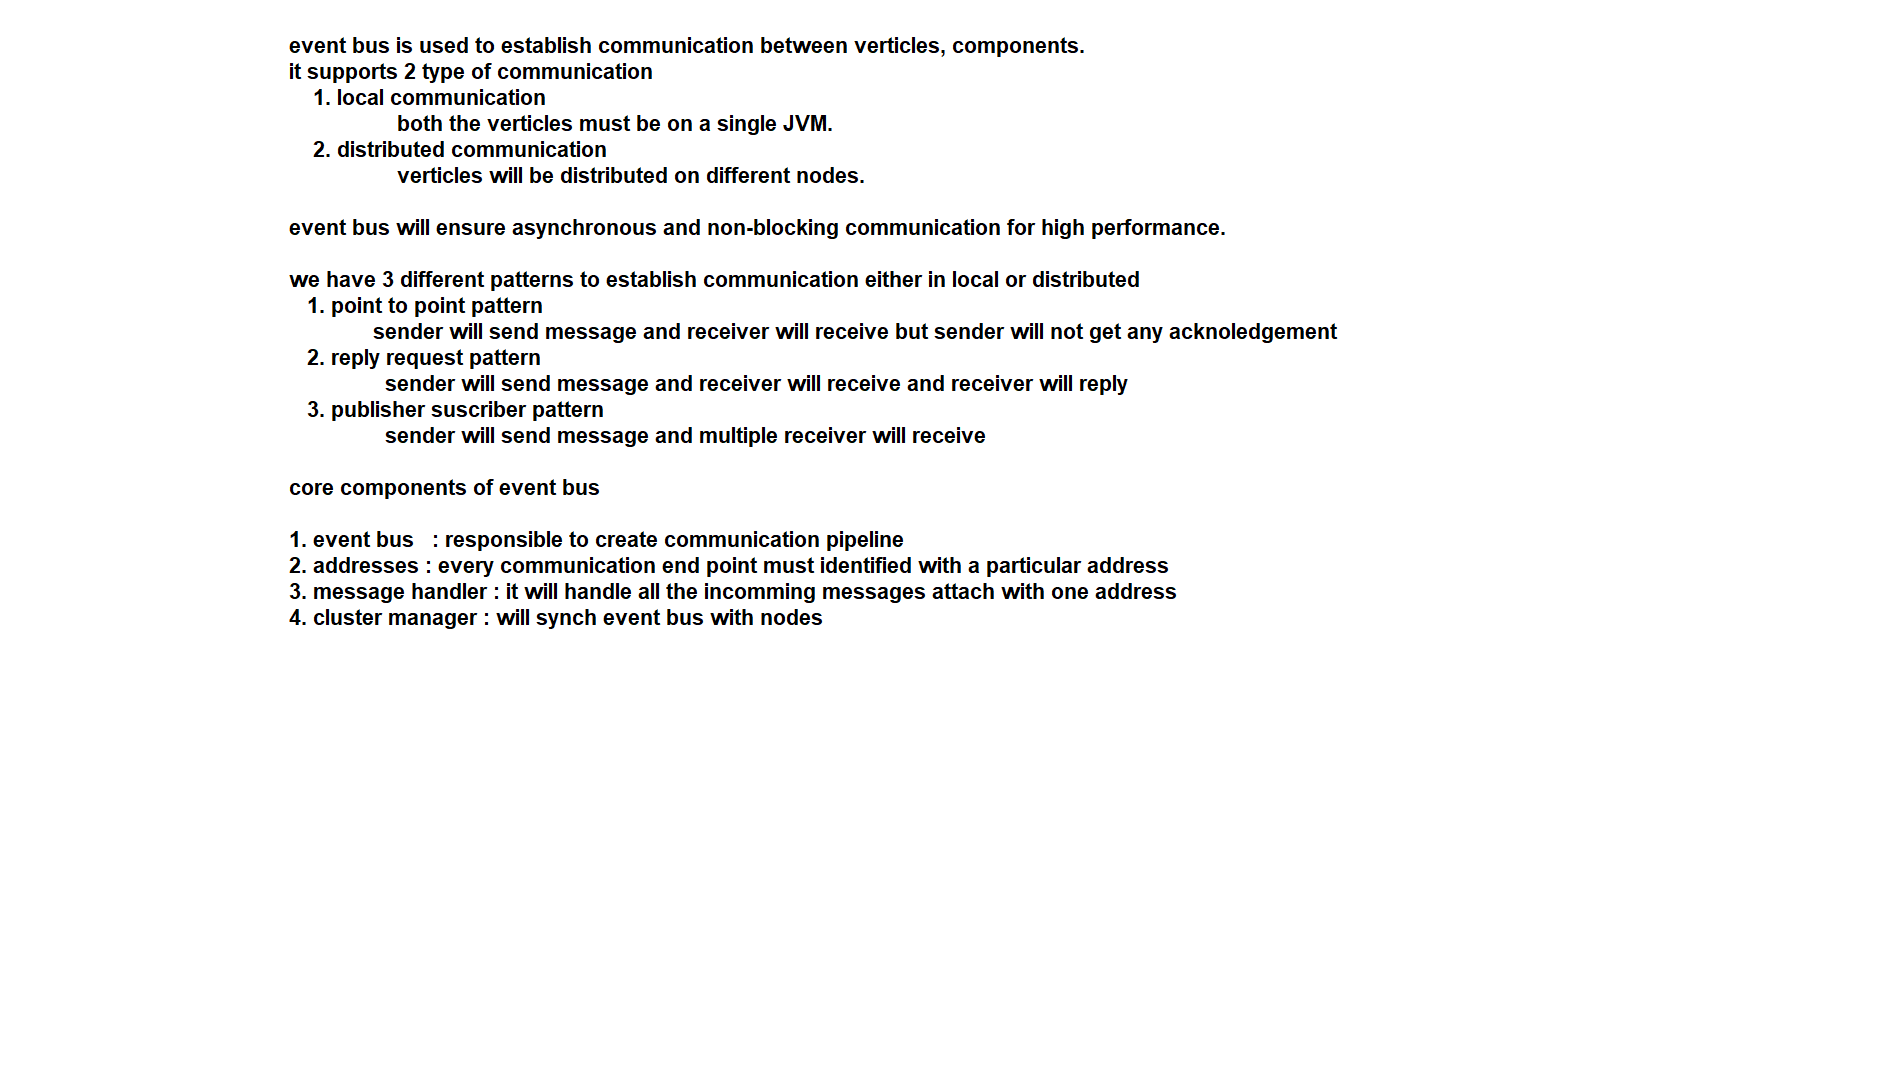 event bus is used to establish communication between verticles, components.
it supports 2 type of communication
1. local communication
both the verticles must be on a single JVM.
2. distributed communication
verticles will be distributed on different nodes.
event bus will ensure asynchronous and non-blocking communication for high performance.
we have 3 different patterns to establish communication either in local or distributed
1. point to point pattern
sender will send message and receiver will receive but sender will not get any acknoledgement
2. reply request pattern
sender will send message and receiver will receive and receiver will reply
3. publisher suscriber pattern
sender will send message and multiple receiver will receive
core components of event bus
1. event bus : responsible to create communication pipeline
2. addresses : every communication end point must identified with a particular address
3. message handler : it will handle all the incomming messages attach with one address
4. cluster manager : will synch event bus with nodes